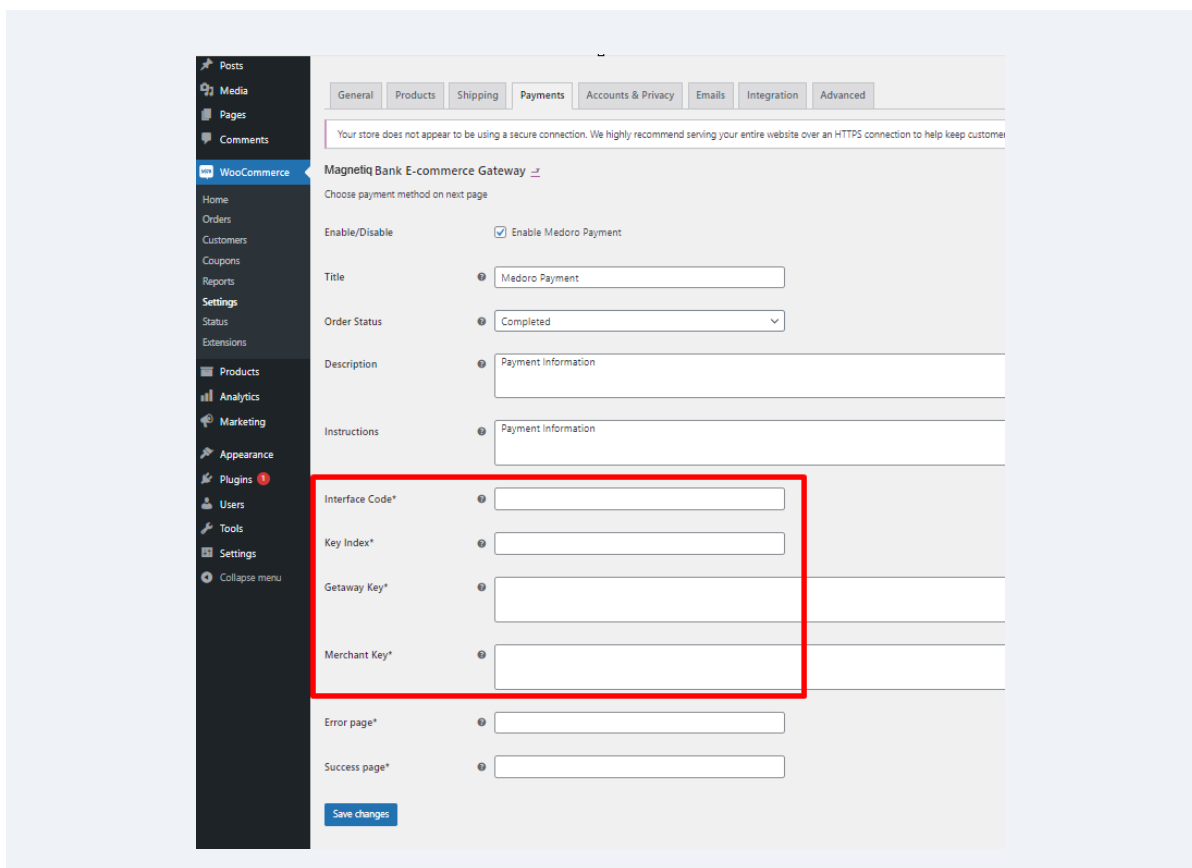 Posts
Media
Pages
Comments
WooCommerce
Home
Orders
Customers
Coupons
Reports
Settings
Status
Extensions
Products
Analytics
Marketing
Appearance
Plugins 1
Users
Tools
Settings
Collapse menu
General Products Shipping Payments Accounts & Privacy Emails Integration Advanced
Your store does not appear to be using a secure connection. We highly recommend serving your entire website over an HTTPS connection to help keep custome
Magnetiq Bank E-commerce Gateway
Choose payment method on next page
Enable/Disable Enable Medoro Payment
Title Medoro Payment
Order Status Completed
Description Payment Information
Instructions Payment Information
Interface Code*
Key Index*
Getaway Key*
Merchant Key*
Error page*
Success page*
Save changes